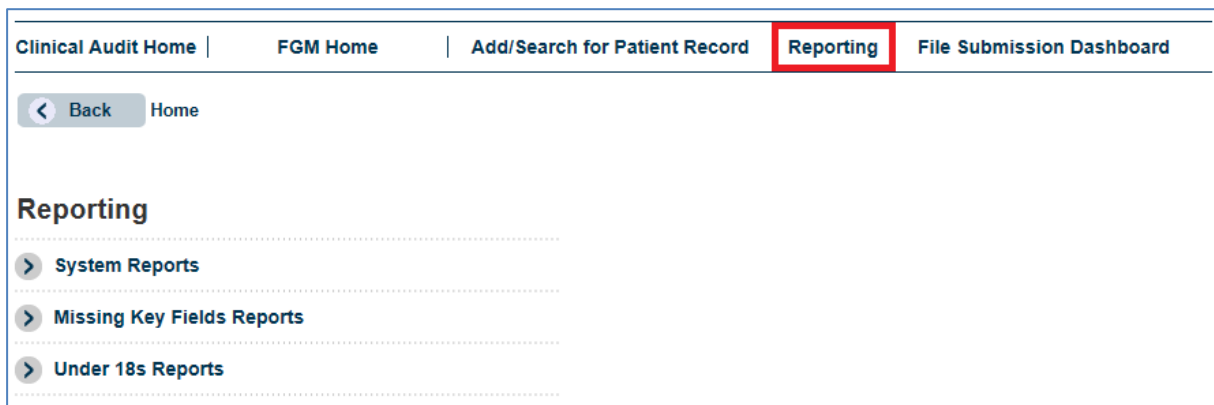 Clinical Audit Home | FGM Home | Add/Search for Patient Record Reporting File Submission Dashboard
Back Home
Reporting
System Reports
Missing Key Fields Reports
Under 18s Reports